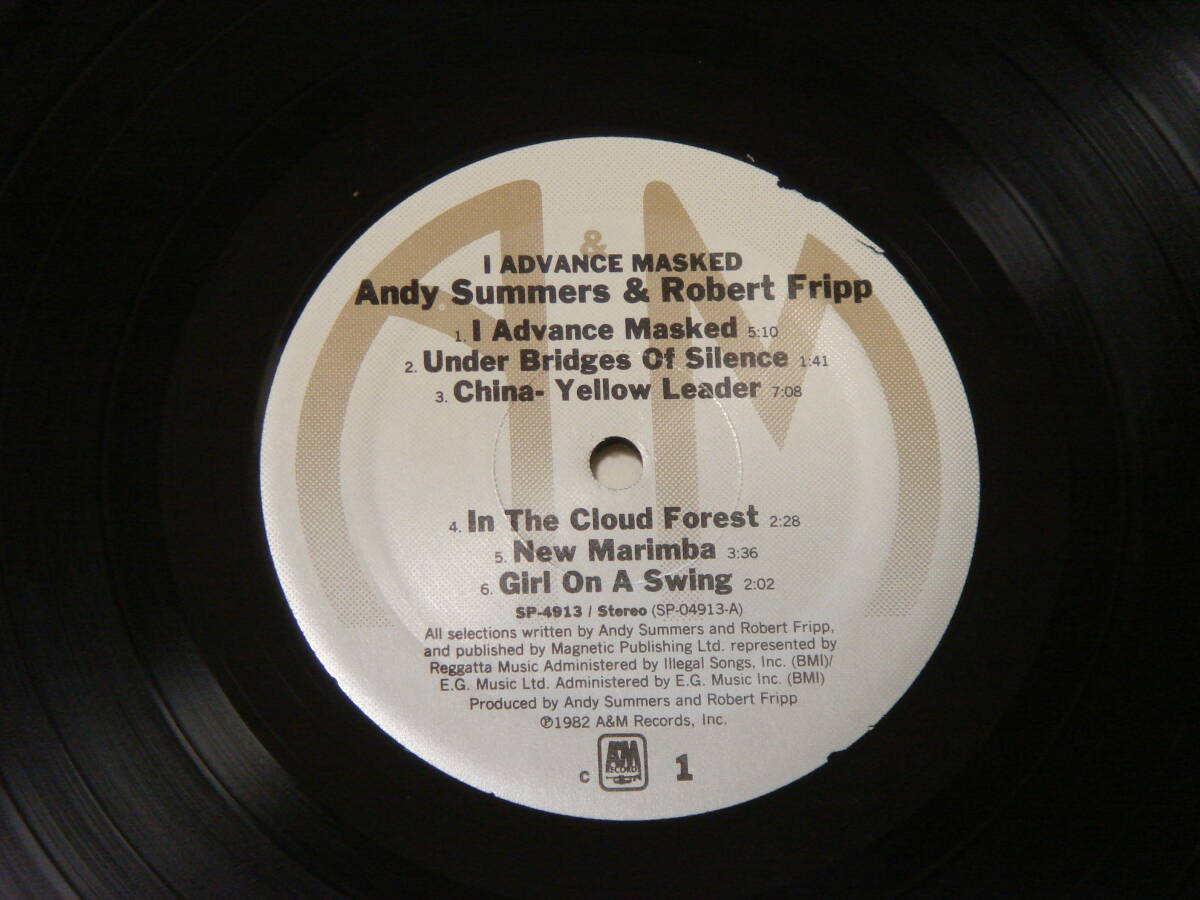 A & M
I ADVANCE MASKED
Andy Summers & Robert Fripp
1. I Advance Masked 5:10
2. Under Bridges Of Silence 1:41
3. China- Yellow Leader 7:08
4. In The Cloud Forest 2:28
5. New Marimba 3:36
6. Girl On A Swing 2:02
SP-4913 / Stereo (SP-04913-A)
All selections written by Andy Summers and Robert Fripp,
and published by Magnetic Publishing Ltd. represented by
Reggatta Music Administered by Illegal Songs, Inc. (BMI)/
E.G. Music Ltd. Administered by E.G. Music Inc. (BMI)
Produced by Andy Summers and Robert Fripp
℗1982 A&M Records, Inc.
C A&M RECORDS 1